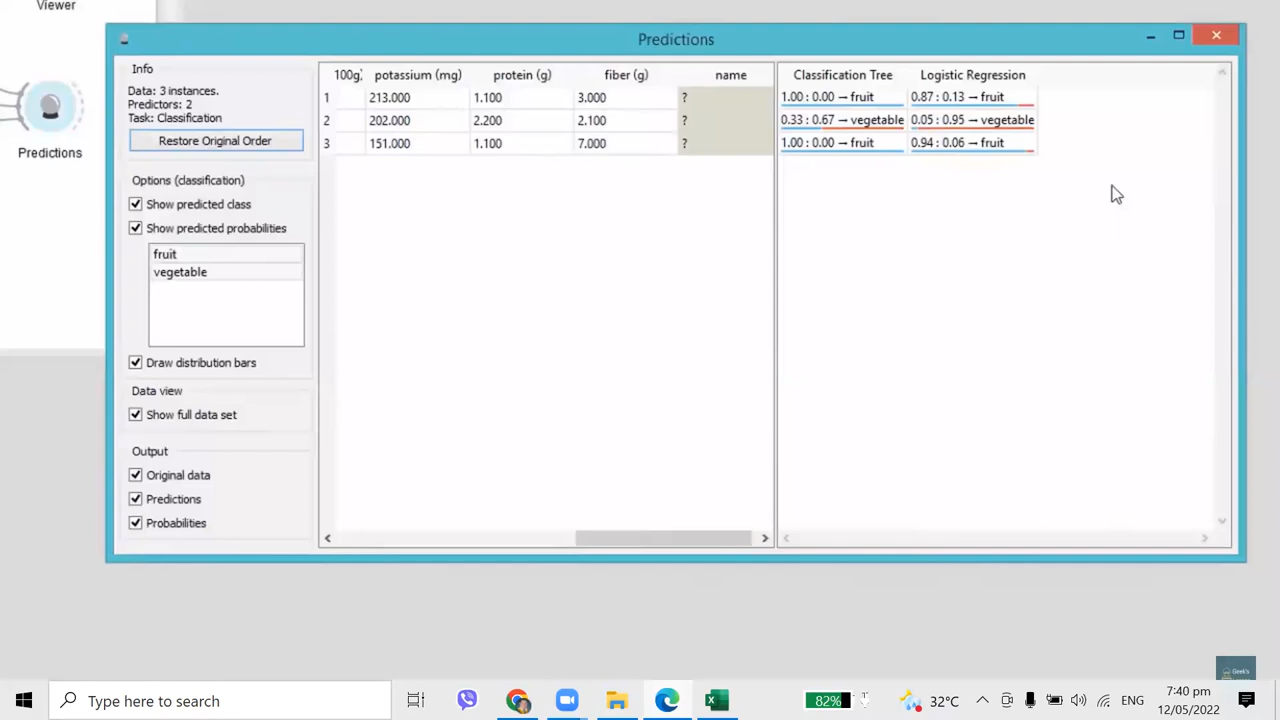 Viewer
Predictions
Predictions
Info
Data: 3 instances.
Predictors: 2
Task: Classification
Restore Original Order
Options (classification)
Show predicted class
Show predicted probabilities
fruit
vegetable
Draw distribution bars
Data view
Show full data set
Output
Original data
Predictions
Probabilities
100g) potassium (mg) protein (g) fiber (g) name
1 213.000 1.100 3.000 ?
2 202.000 2.200 2.100 ?
3 151.000 1.100 7.000 ?
Classification Tree Logistic Regression
1.00 : 0.00 → fruit 0.87 : 0.13 → fruit
0.33 : 0.67 → vegetable 0.05 : 0.95 → vegetable
1.00 : 0.00 → fruit 0.94 : 0.06 → fruit
Geek's
Type here to search
82%
32°C
ENG
7:40 pm
12/05/2022